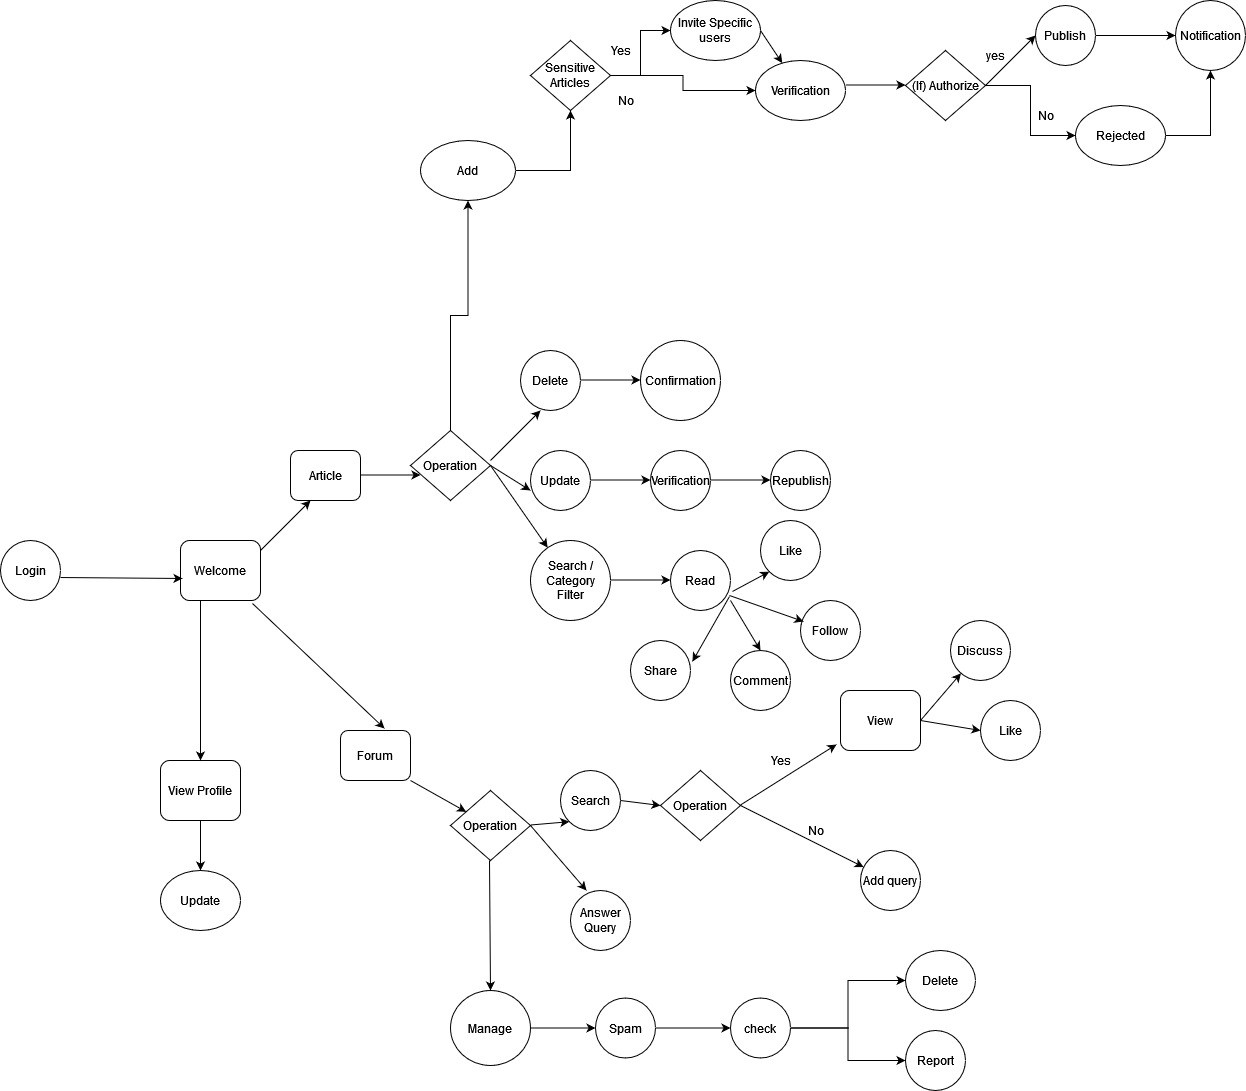 Invite Specific
users
Publish
Notification
Yes
yes
Sensitive
Articles
(If) Authorize
Verification
No
No
Rejected
Add
Delete
Confirmation
Article
Operation
Update
Verification
Republish
Like
Login
Welcome
Search /
Category
Filter
Read
Follow
Share
Comment
Discuss
View
Like
Forum
Yes
View Profile
Search
Operation
Operation
No
Add query
Update
Answer
Query
Delete
Manage
Spam
check
Report